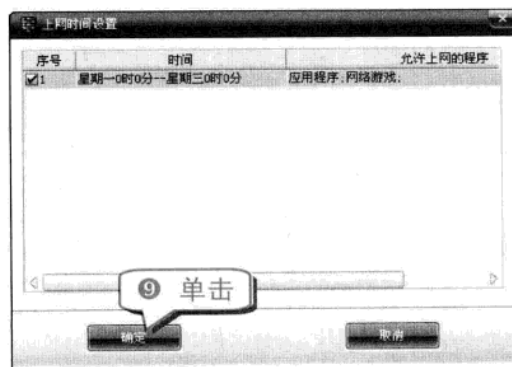 上网时间设置
序号 时间 允许上网的程序
1 星期一0时0分--星期三0时0分 应用程序;网络游戏;
❾ 单击
确定 取消